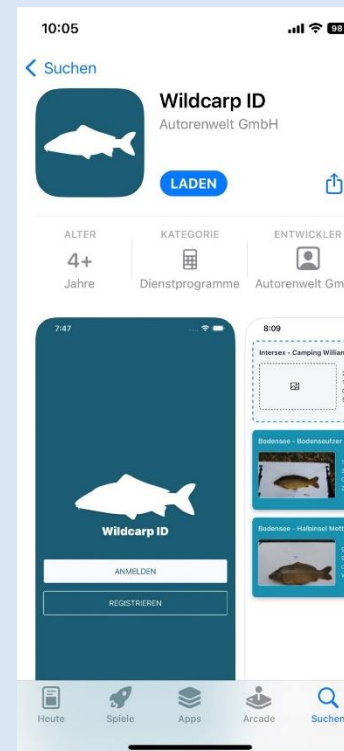 10:05
98
Suchen
Wildcarp ID
Autorenwelt GmbH
LADEN
ALTER
4+
Jahre
KATEGORIE
Dienstprogramme
ENTWICKLER
Autorenwelt Gm
7:47
Wildcarp ID
ANMELDEN
REGISTRIEREN
8:09
Intersex - Camping Willian
Bodensee - Bodenseufzer
Bodensee - Halbinsel Mett
Heute
Spiele
Apps
Arcade
Suchen